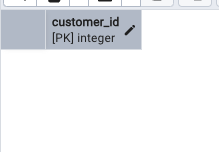 customer_id
[PK] integer